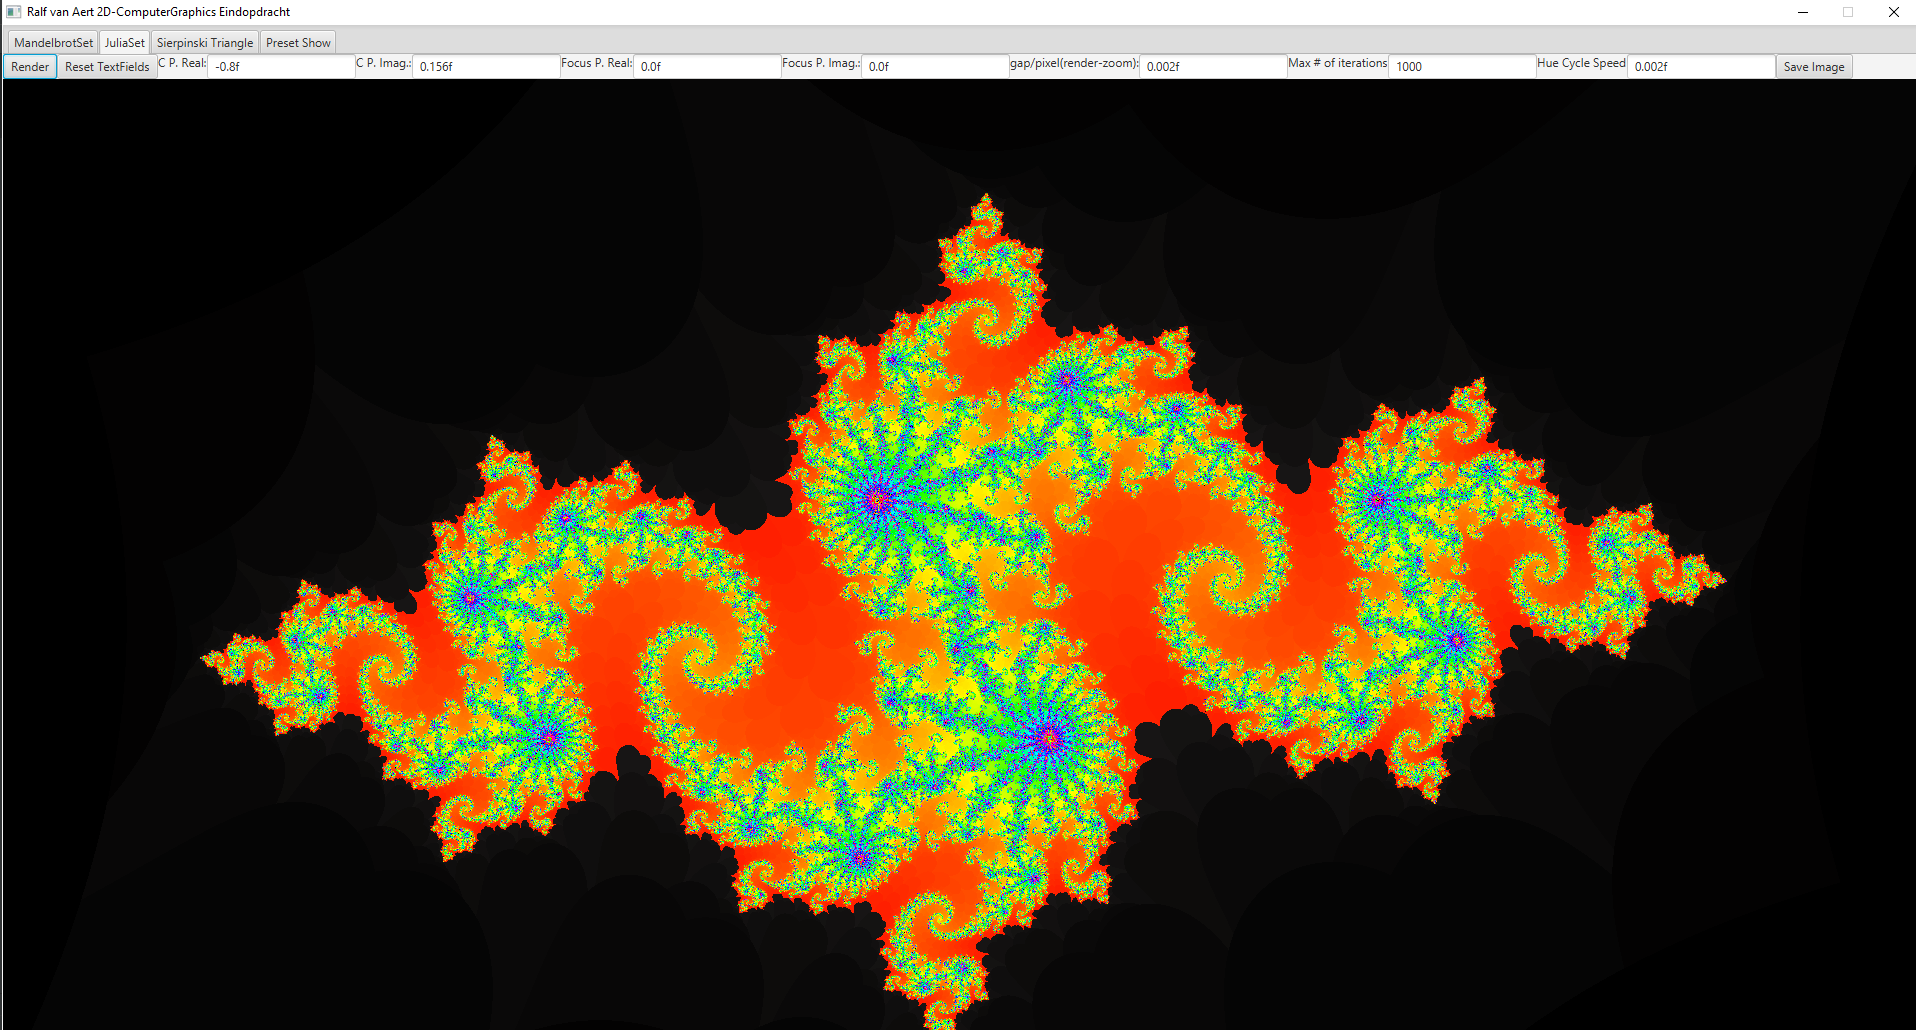 Ralf van Aert 2D-ComputerGraphics Eindopdracht
MandelbrotSet JuliaSet Sierpinski Triangle Preset Show
Render Reset TextFields C P. Real: -0.8f C P. Imag.: 0.156f Focus P. Real: 0.0f Focus P. Imag.: 0.0f gap/pixel(render-zoom): 0.002f Max # of iterations 1000 Hue Cycle Speed 0.002f Save Image